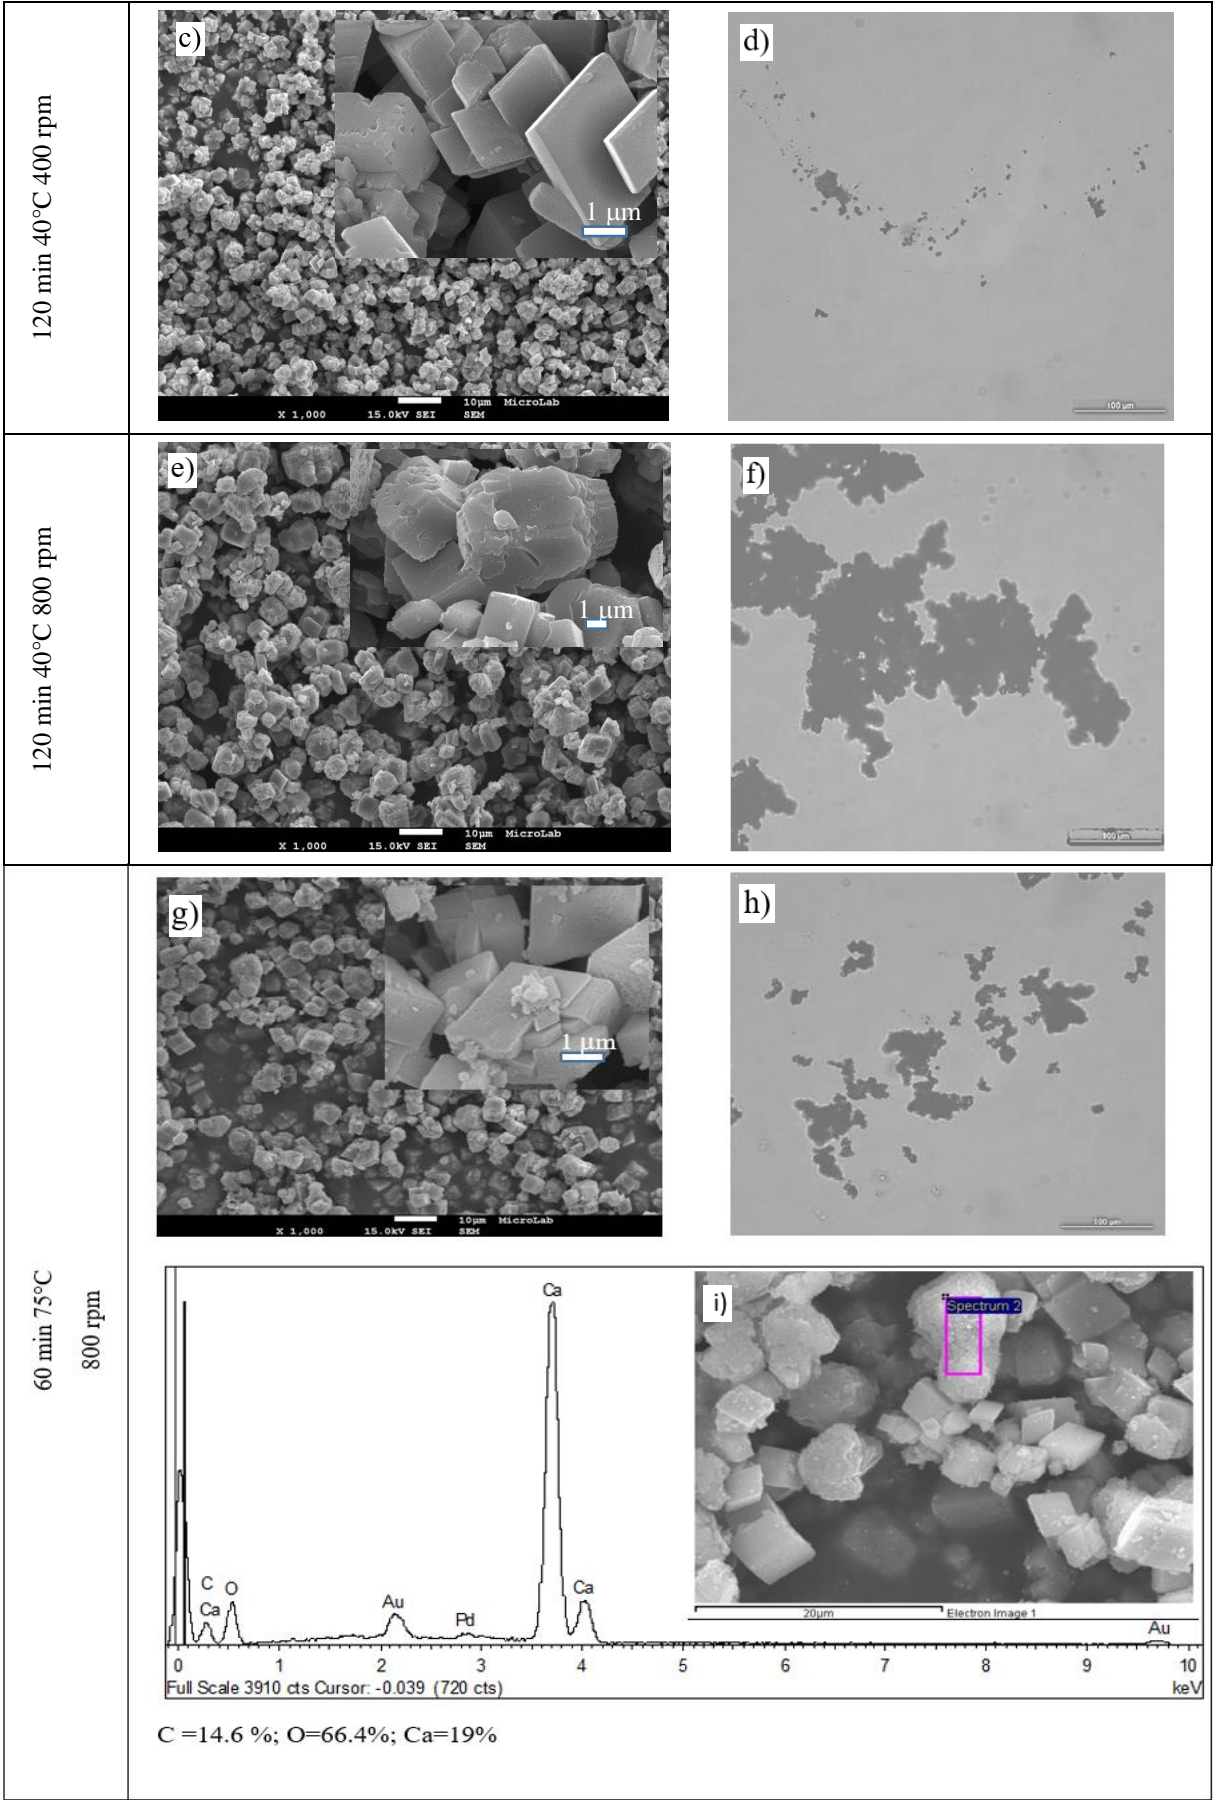 120 min 40°C 400 rpm
c)
1 μm
10μm MicroLab
X 1,000 15.0kV SEI SEM
d)
100 μm
120 min 40°C 800 rpm
e)
1 μm
10μm MicroLab
X 1,000 15.0kV SEI SEM
f)
100 μm
60 min 75°C
800 rpm
g)
1 μm
10μm MicroLab
X 1,000 15.0kV SEI SEM
h)
100 μm
i)
Spectrum 2
20μm Electron Image 1
Ca
C
Ca
O
Au
Pd
Ca
Au
0 1 2 3 4 5 6 7 8 9 10
Full Scale 3910 cts Cursor: -0.039 (720 cts)
keV
C =14.6 %; O=66.4%; Ca=19%